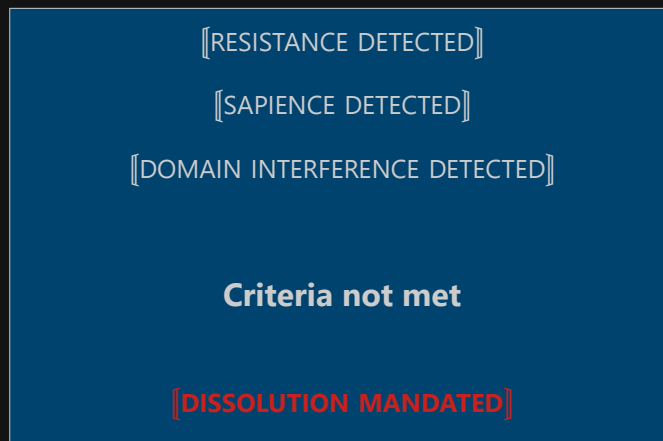 ⟦RESISTANCE DETECTED⟧
⟦SAPIENCE DETECTED⟧
⟦DOMAIN INTERFERENCE DETECTED⟧
Criteria not met
⟦DISSOLUTION MANDATED⟧